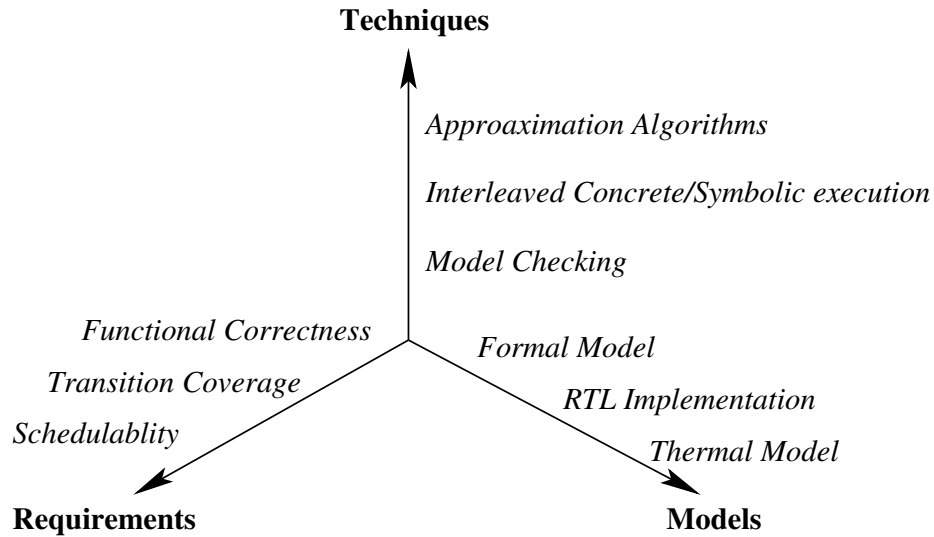 Techniques
Approaximation Algorithms
Interleaved Concrete/Symbolic execution
Model Checking
Functional Correctness
Formal Model
Transition Coverage
RTL Implementation
Schedulablity
Thermal Model
Requirements
Models